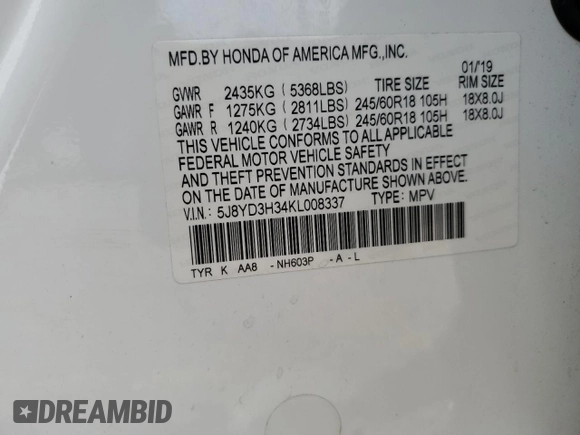 MFD.BY HONDA OF AMERICA MFG.,INC.
01/'19
GVWR 2435KG (5368LBS) TIRE SIZE RIM SIZE
GAWR F 1275KG (2811LBS) 245/60R18 105H 18X8.0J
GAWR R 1240KG (2734LBS) 245/60R18 105H 18X8.0J
THIS VEHICLE CONFORMS TO ALL APPLICABLE
FEDERAL MOTOR VEHICLE SAFETY
AND THEFT PREVENTION STANDARDS IN EFFECT
ON THE DATE OF MANUFACTURE SHOWN ABOVE.
V.I.N.: 5J8YD3H34KL008337 TYPE: MPV
TYR K AA8 -NH603P -A-L
DREAMBID